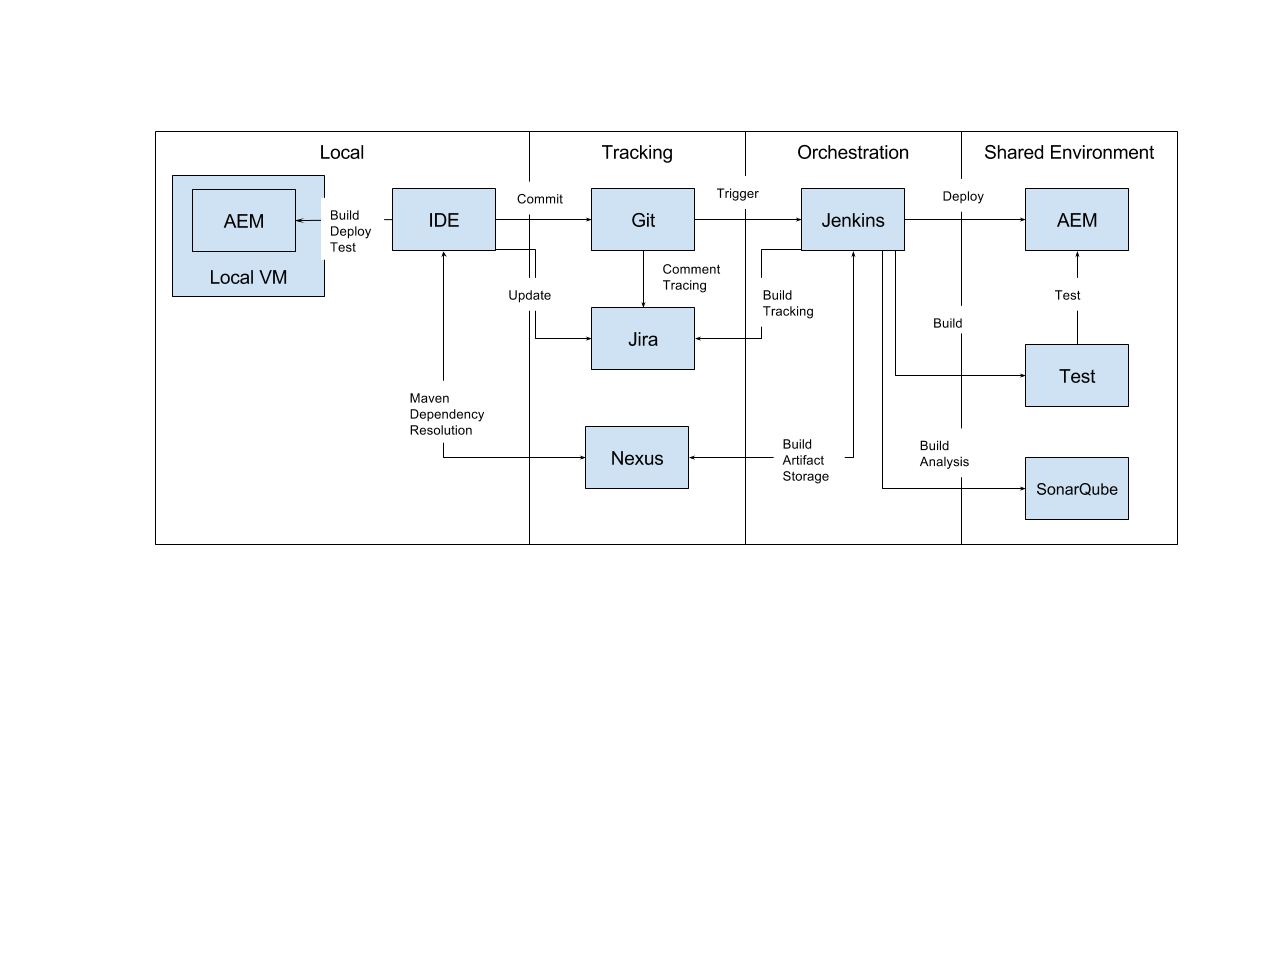 Local
Tracking
Orchestration
Shared Environment
AEM
Local VM
Build
Deploy
Test
IDE
Commit
Git
Trigger
Jenkins
Deploy
AEM
Update
Comment
Tracing
Build
Tracking
Build
Test
Jira
Test
Maven
Dependency
Resolution
Nexus
Build
Artifact
Storage
Build
Analysis
SonarQube